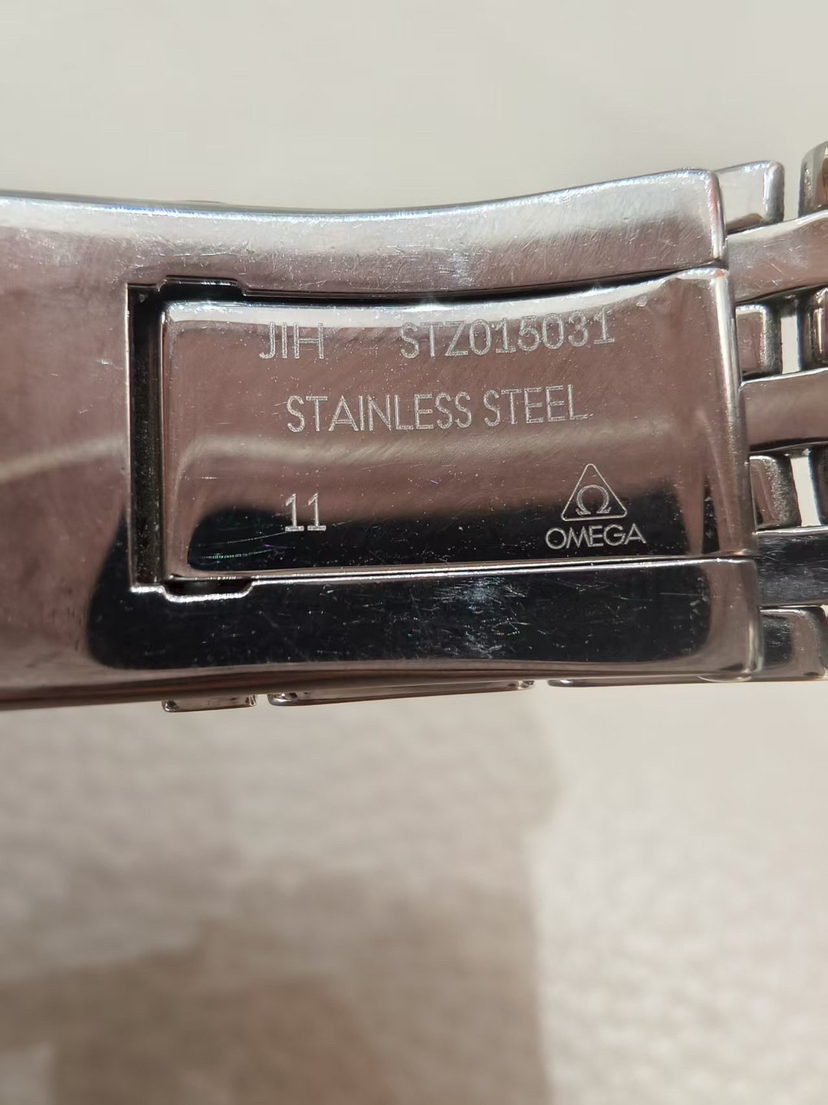 JIH STZ015031
STAINLESS STEEL
11
Ω
OMEGA